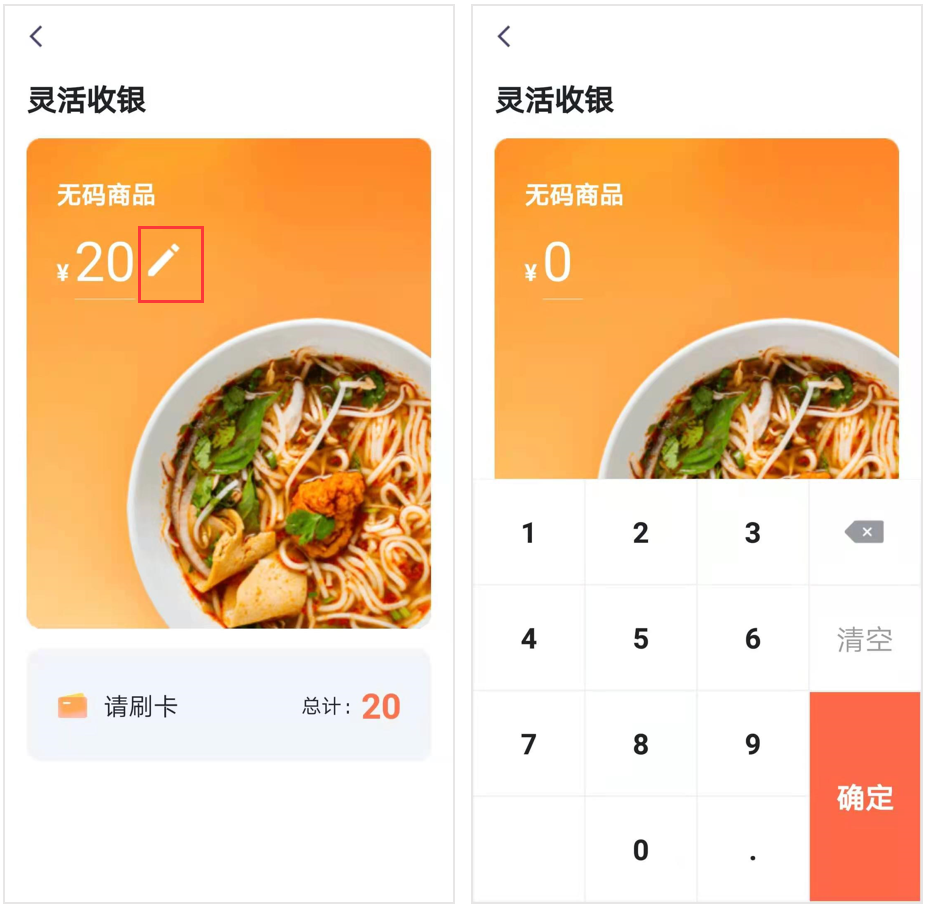 灵活收银
无码商品
¥20
请刷卡
总计：20
灵活收银
无码商品
¥0
1 2 3
4 5 6 清空
7 8 9
确定
0 .